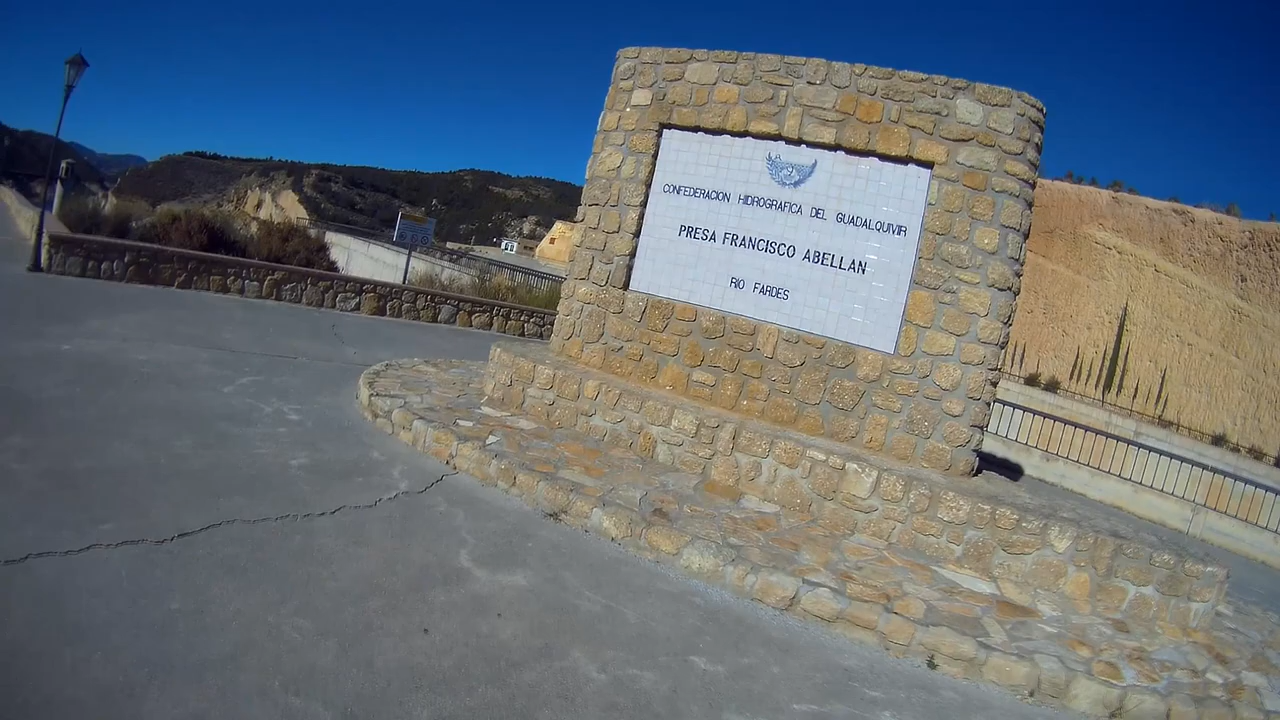 CONFEDERACION HIDROGRAFICA DEL GUADALQUIVIR
PRESA FRANCISCO ABELLAN
RIO FARDES